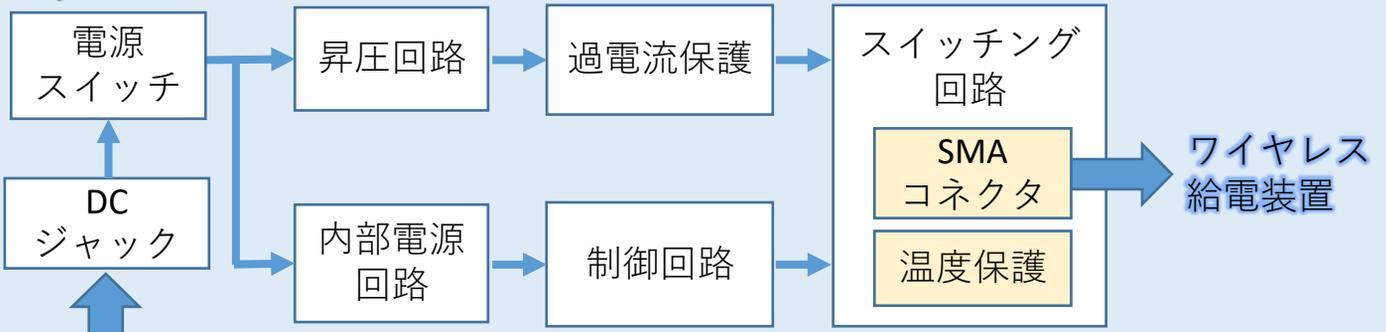 電源
スイッチ
昇圧回路
過電流保護
スイッチング
回路
SMA
コネクタ
温度保護
ワイヤレス
給電装置
DC
ジャック
内部電源
回路
制御回路